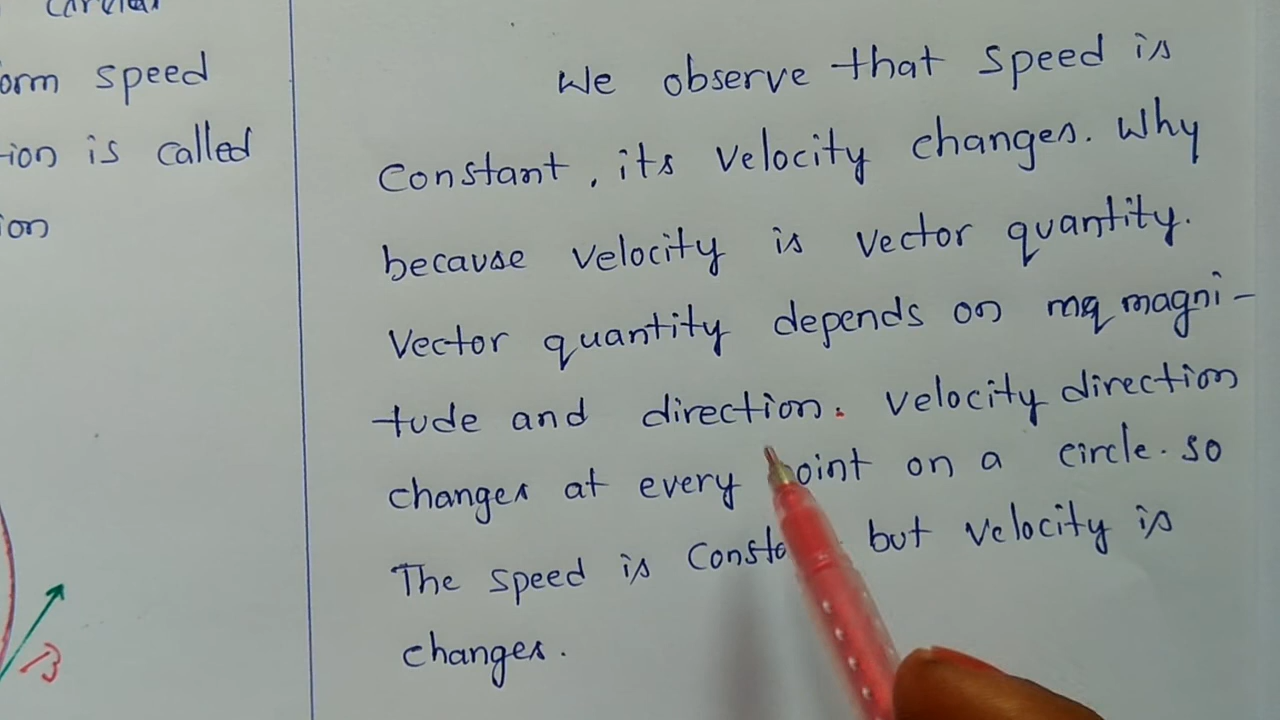 orm speed
-ion is called
ion
We observe that speed is
Constant, its velocity changes. Why
because velocity is vector quantity.
Vector quantity depends on mq magni-
-tude and direction. velocity direction
changes at every point on a circle. so
The speed is Consta but velocity is
changes.
B